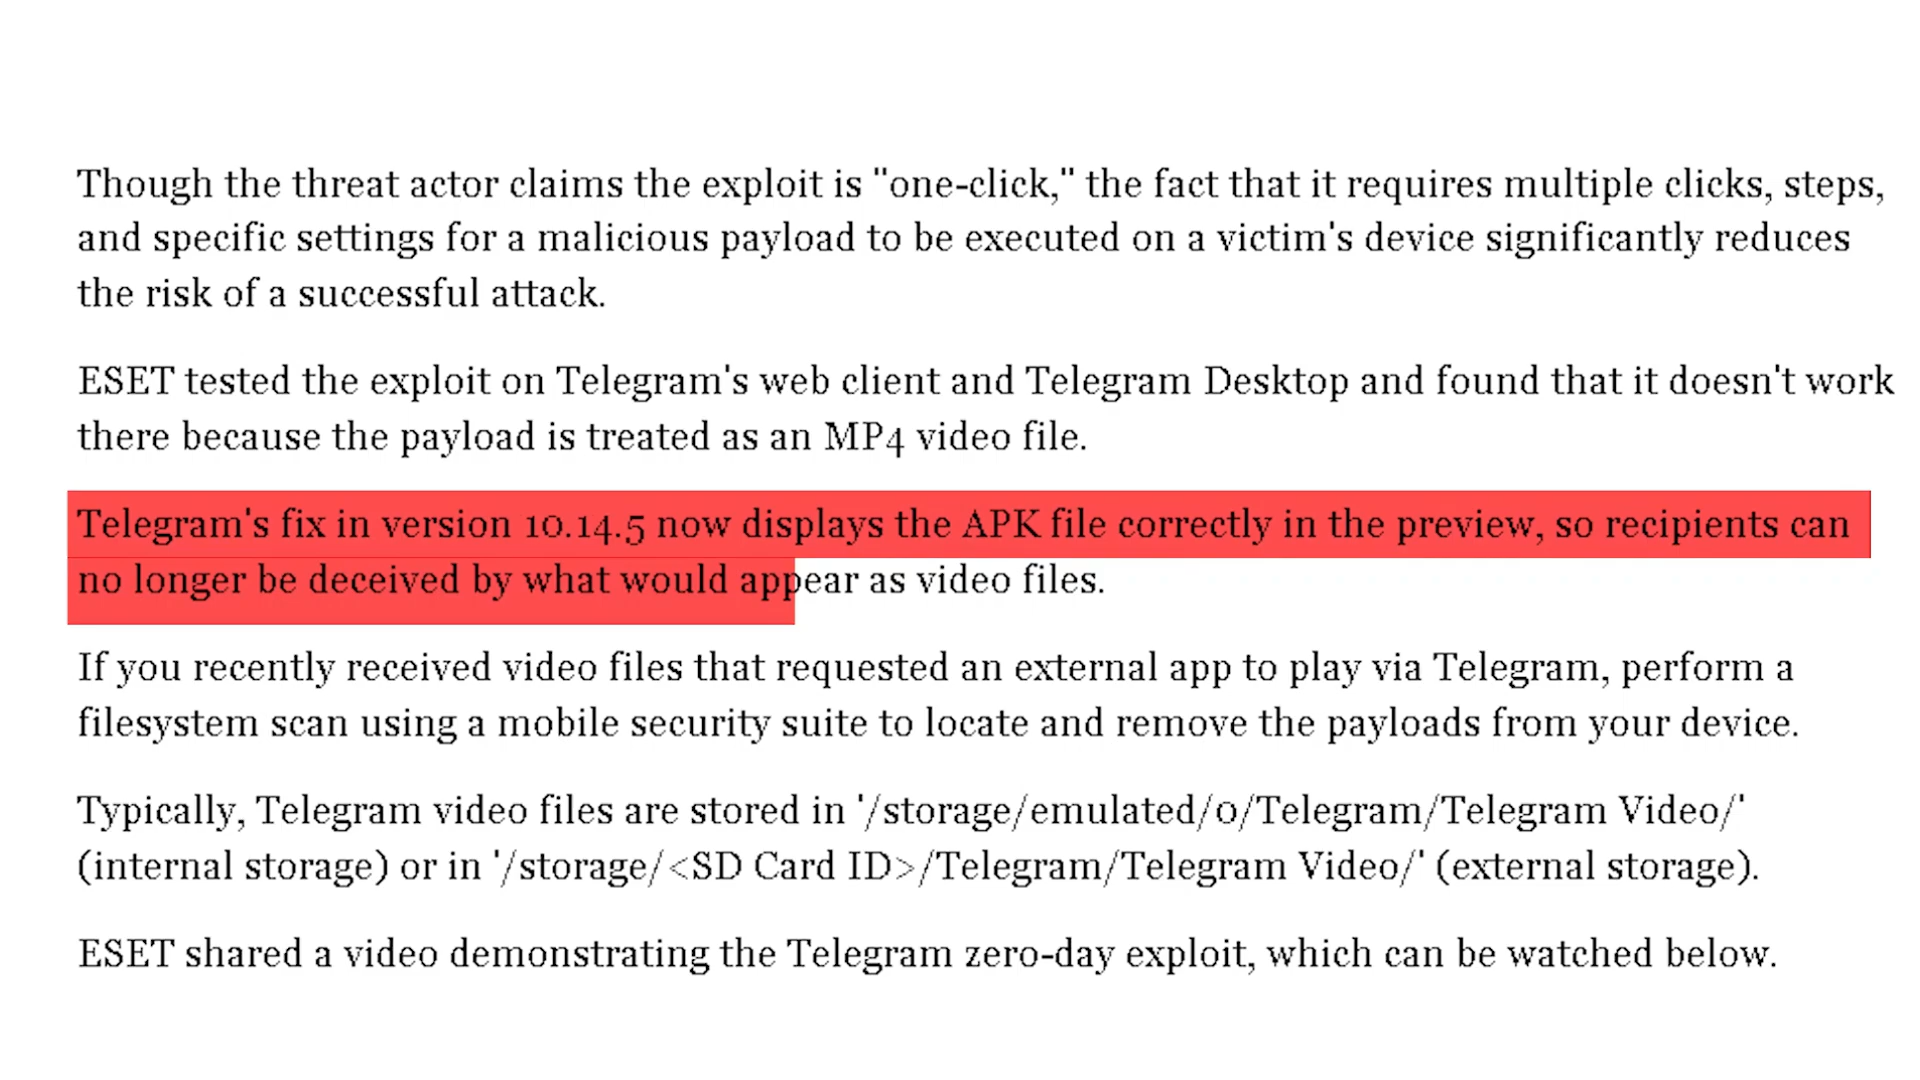 Though the threat actor claims the exploit is "one-click," the fact that it requires multiple clicks, steps,
and specific settings for a malicious payload to be executed on a victim's device significantly reduces
the risk of a successful attack.
ESET tested the exploit on Telegram's web client and Telegram Desktop and found that it doesn't work
there because the payload is treated as an MP4 video file.
Telegram's fix in version 10.14.5 now displays the APK file correctly in the preview, so recipients can
no longer be deceived by what would appear as video files.
If you recently received video files that requested an external app to play via Telegram, perform a
filesystem scan using a mobile security suite to locate and remove the payloads from your device.
Typically, Telegram video files are stored in '/storage/emulated/0/Telegram/Telegram Video/'
(internal storage) or in '/storage/<SD Card ID>/Telegram/Telegram Video/' (external storage).
ESET shared a video demonstrating the Telegram zero-day exploit, which can be watched below.